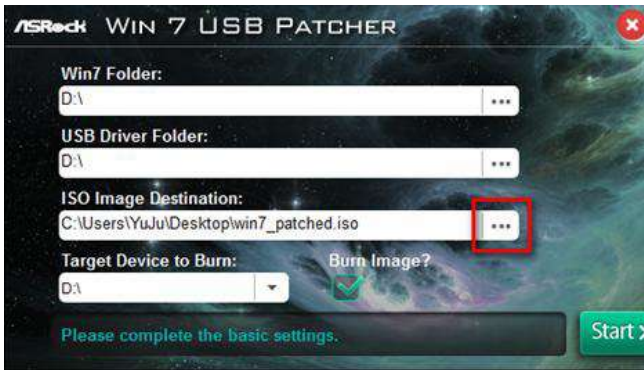 ASRock WIN 7 USB PATCHER
Win7 Folder:
D:\
USB Driver Folder:
D:\
ISO Image Destination:
C:\Users\YuJu\Desktop\win7_patched.iso
Target Device to Burn: Burn Image?
D:\
Please complete the basic settings.
Start